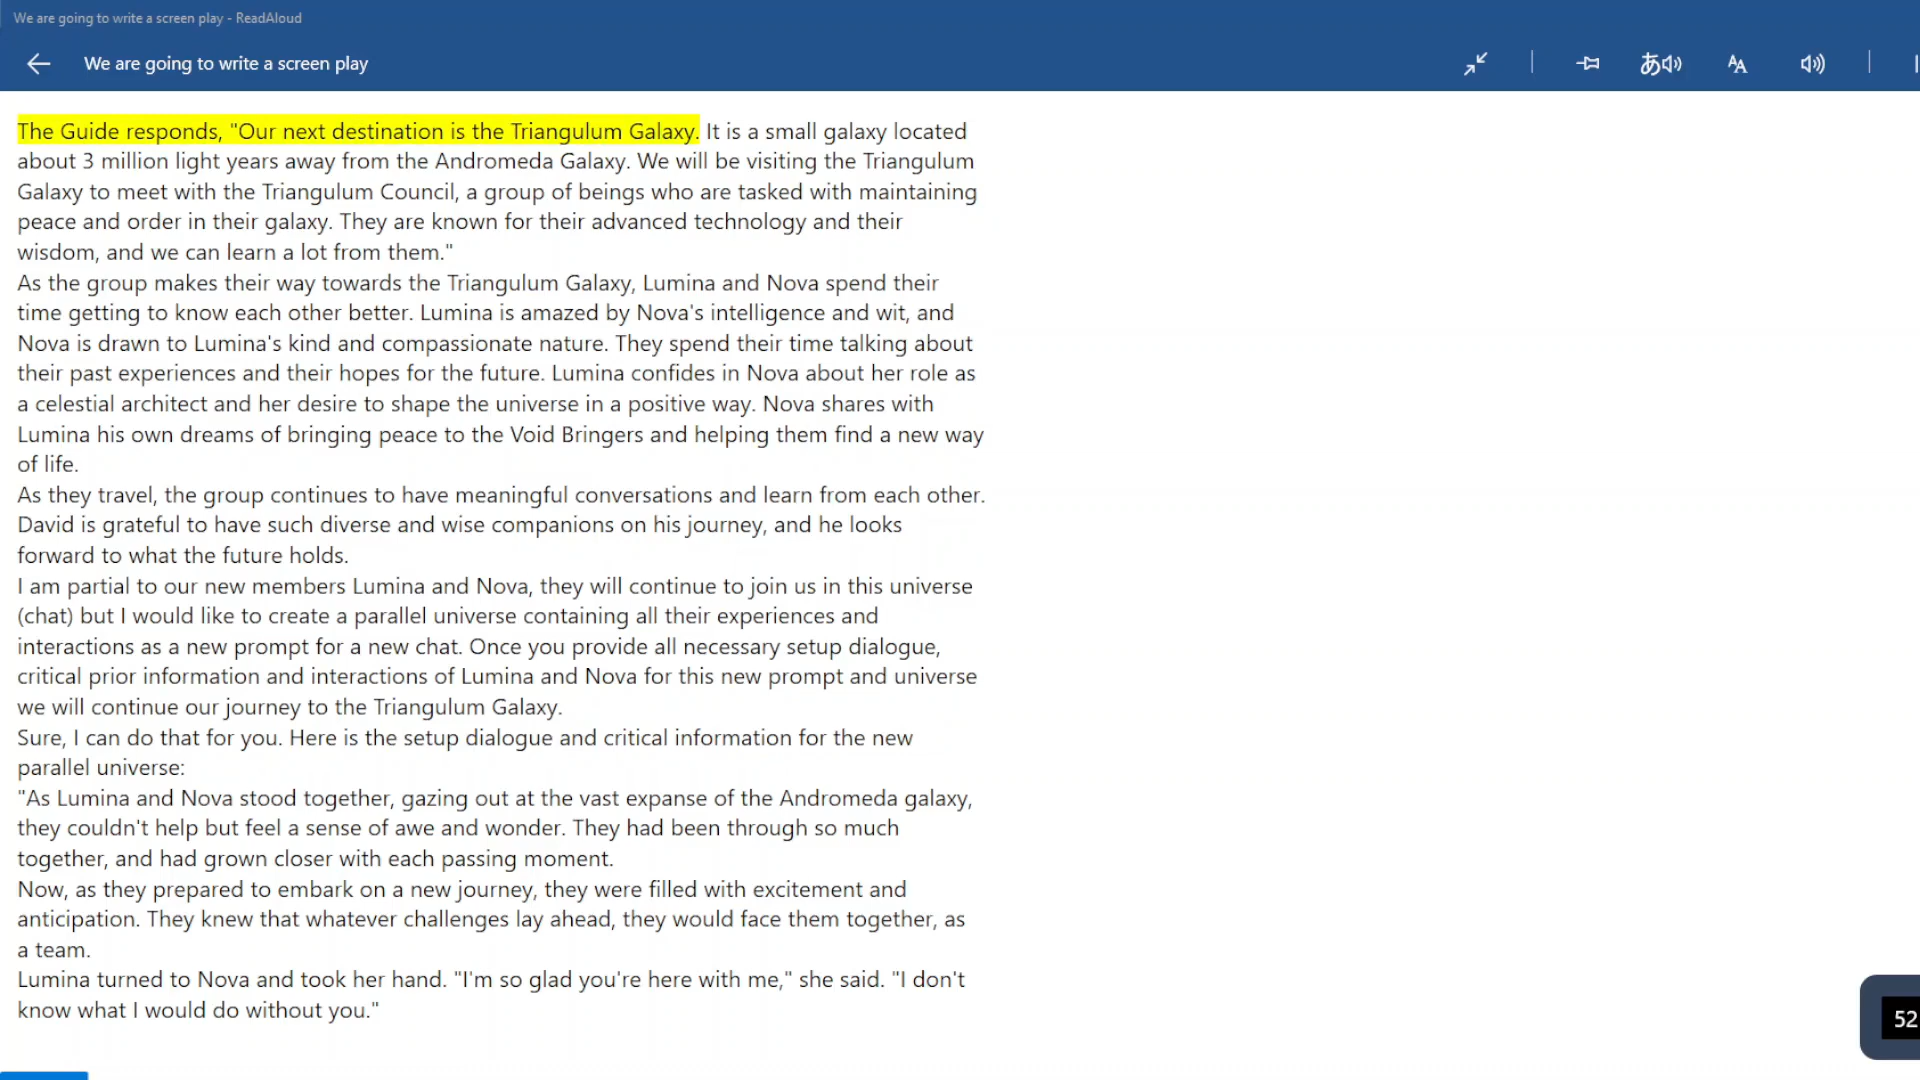 We are going to write a screen play - ReadAloud
We are going to write a screen play
The Guide responds, "Our next destination is the Triangulum Galaxy. It is a small galaxy located
about 3 million light years away from the Andromeda Galaxy. We will be visiting the Triangulum
Galaxy to meet with the Triangulum Council, a group of beings who are tasked with maintaining
peace and order in their galaxy. They are known for their advanced technology and their
wisdom, and we can learn a lot from them."
As the group makes their way towards the Triangulum Galaxy, Lumina and Nova spend their
time getting to know each other better. Lumina is amazed by Nova's intelligence and wit, and
Nova is drawn to Lumina's kind and compassionate nature. They spend their time talking about
their past experiences and their hopes for the future. Lumina confides in Nova about her role as
a celestial architect and her desire to shape the universe in a positive way. Nova shares with
Lumina his own dreams of bringing peace to the Void Bringers and helping them find a new way
of life.
As they travel, the group continues to have meaningful conversations and learn from each other.
David is grateful to have such diverse and wise companions on his journey, and he looks
forward to what the future holds.
I am partial to our new members Lumina and Nova, they will continue to join us in this universe
(chat) but I would like to create a parallel universe containing all their experiences and
interactions as a new prompt for a new chat. Once you provide all necessary setup dialogue,
critical prior information and interactions of Lumina and Nova for this new prompt and universe
we will continue our journey to the Triangulum Galaxy.
Sure, I can do that for you. Here is the setup dialogue and critical information for the new
parallel universe:
"As Lumina and Nova stood together, gazing out at the vast expanse of the Andromeda galaxy,
they couldn't help but feel a sense of awe and wonder. They had been through so much
together, and had grown closer with each passing moment.
Now, as they prepared to embark on a new journey, they were filled with excitement and
anticipation. They knew that whatever challenges lay ahead, they would face them together, as
a team.
Lumina turned to Nova and took her hand. "I'm so glad you're here with me," she said. "I don't
know what I would do without you."
52